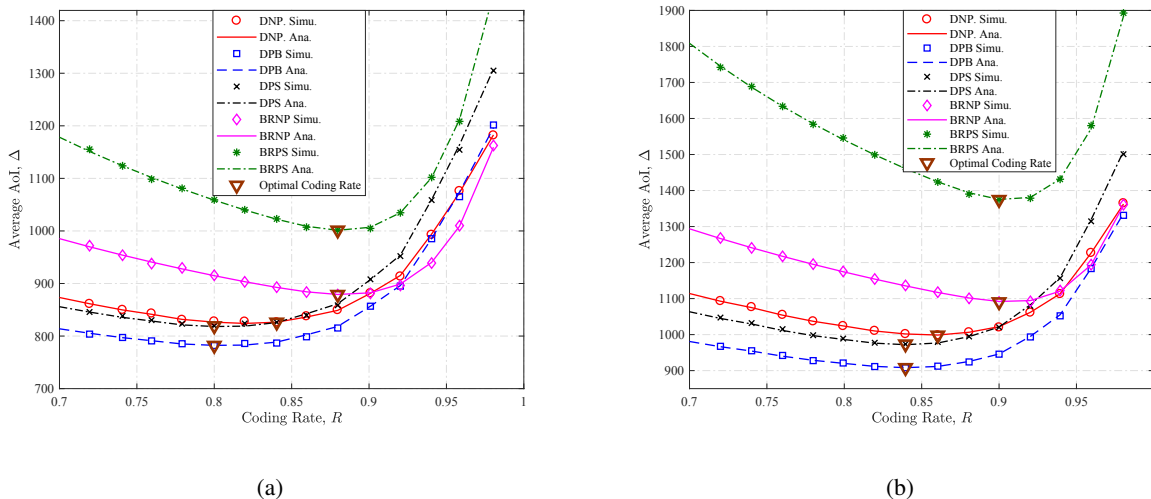 1400
1300
1200
1100
1000
900
800
700
Average AoI, Δ
0.7
0.75
0.8
0.85
0.9
0.95
1
Coding Rate, R
DNP. Simu.
DNP. Ana.
DPB Simu.
DPB Ana.
DPS Simu.
DPS Ana.
BRNP Simu.
BRNP Ana.
BRPS Simu.
BRPS Ana.
Optimal Coding Rate
(a)
1900
1800
1700
1600
1500
1400
1300
1200
1100
1000
900
Average AoI, Δ
0.7
0.75
0.8
0.85
0.9
0.95
Coding Rate, R
DNP. Simu.
DNP. Ana.
DPB Simu.
DPB Ana.
DPS Simu.
DPS Ana.
BRNP Simu.
BRNP Ana.
BRPS Simu.
BRPS Ana.
Optimal Coding Rate
(b)